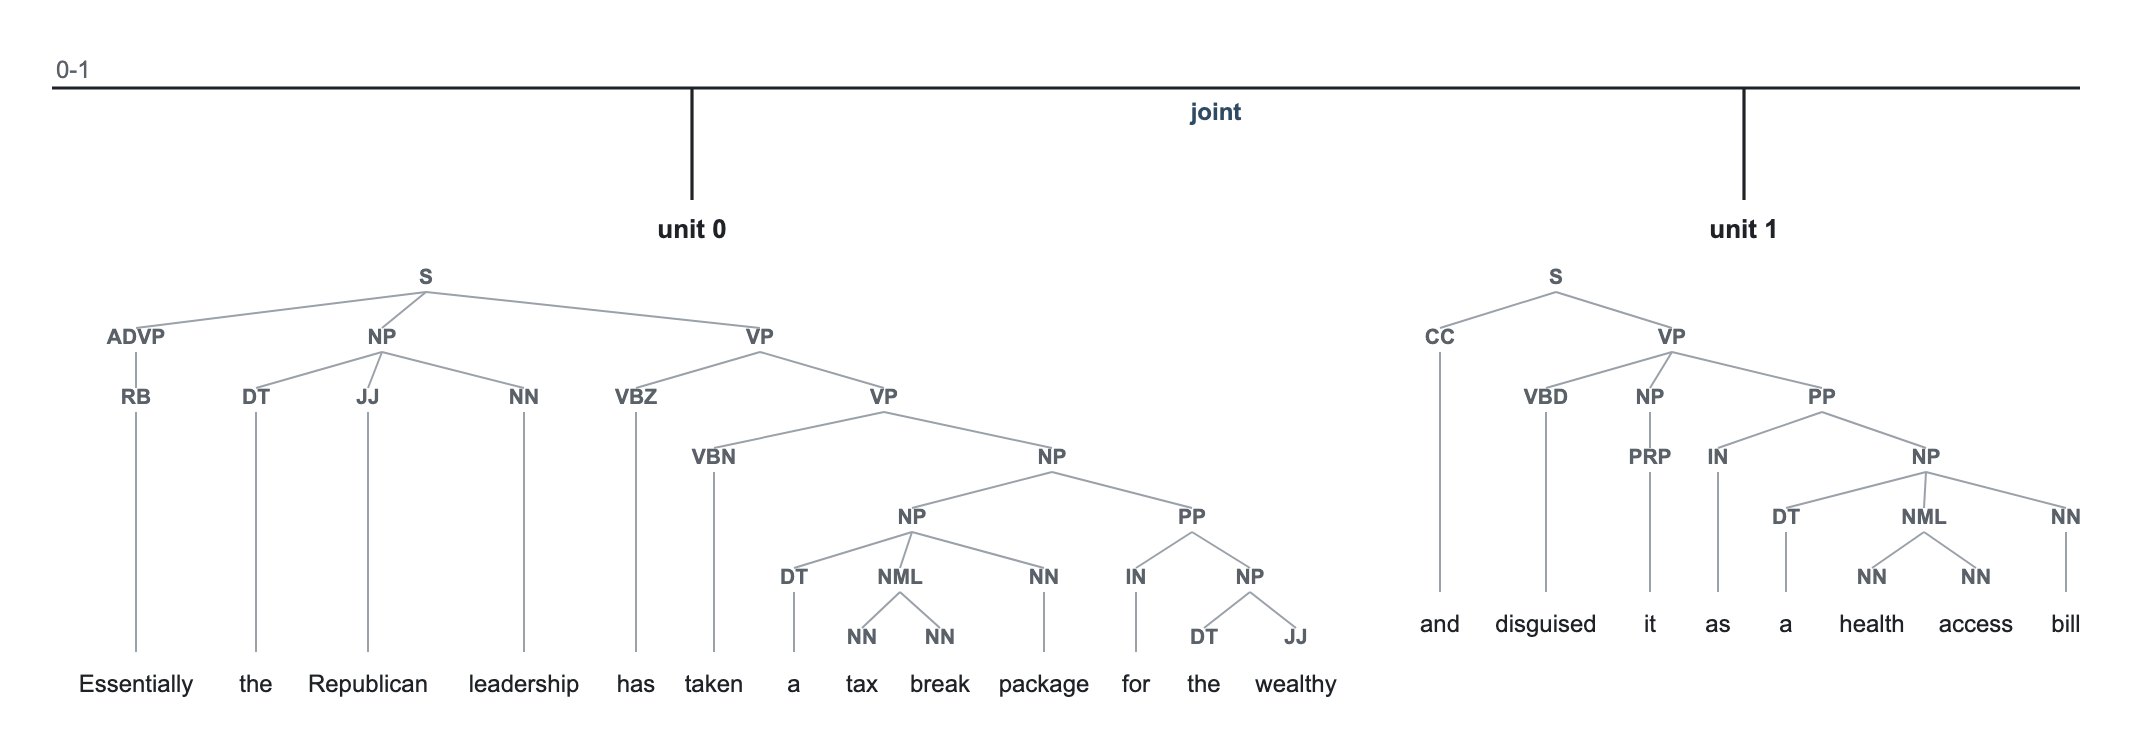 0-1
joint
unit 0 unit 1
S S
ADVP NP VP CC VP
RB DT JJ NN VBZ VP VBD NP PP
VBN NP PRP IN NP
NP PP DT NML NN
DT NML NN IN NP NN NN
NN NN DT JJ
and disguised it as a health access bill
Essentially the Republican leadership has taken a tax break package for the wealthy